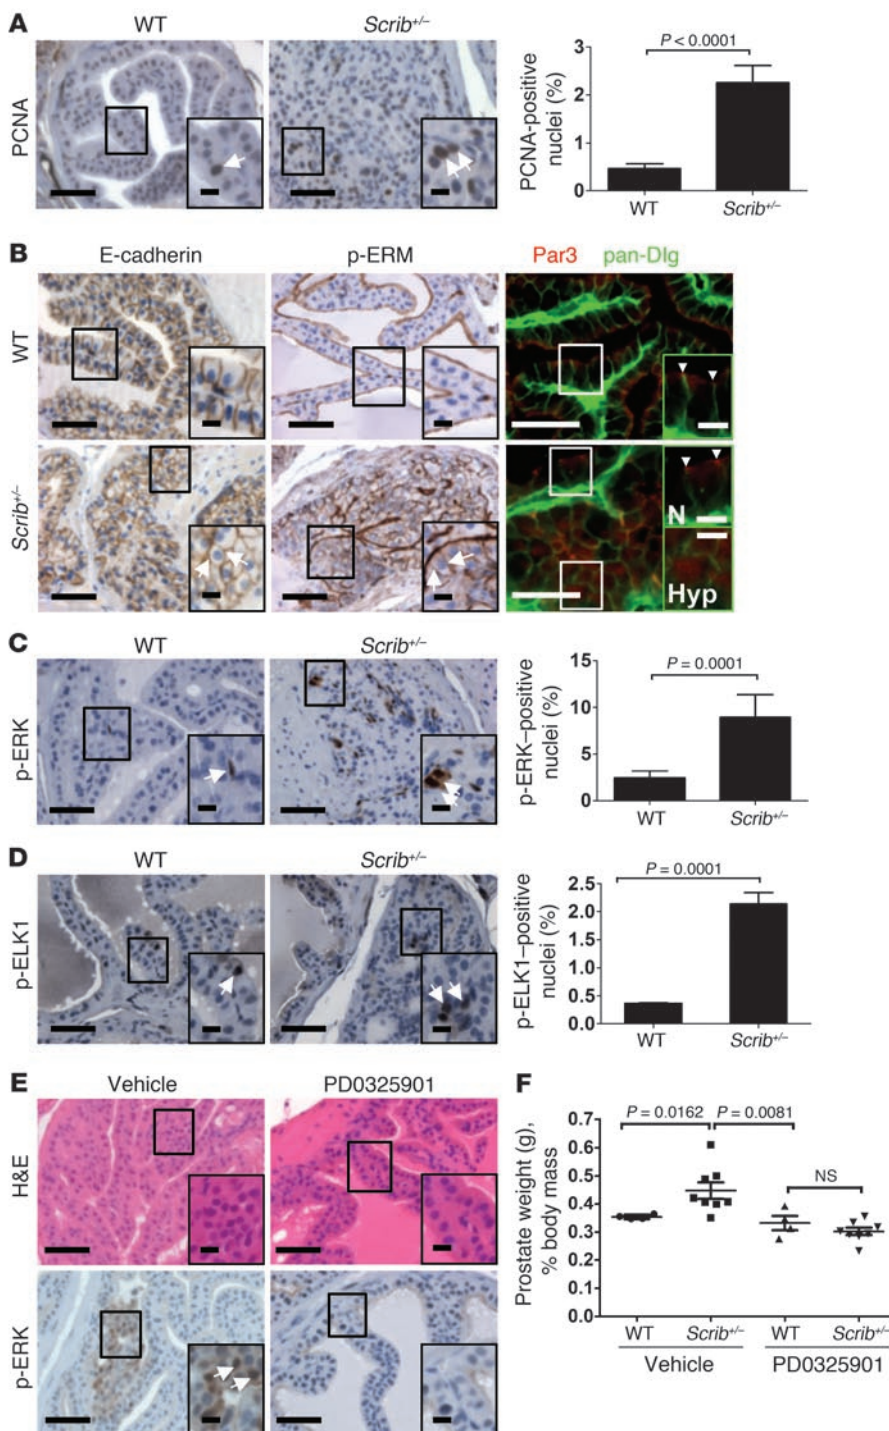 A
WT
Scrib+/–
PCNA
PCNA-positive
nuclei (%)
3
2
1
0
P < 0.0001
WT
Scrib+/–
B
E-cadherin
p-ERM
Par3 pan-Dlg
WT
Scrib+/–
N
Hyp
C
WT
Scrib+/–
p-ERK
p-ERK–positive
nuclei (%)
15
10
5
0
P = 0.0001
WT
Scrib+/–
D
WT
Scrib+/–
p-ELK1
p-ELK1–positive
nuclei (%)
2.5
2.0
1.5
1.0
0.5
0.0
P = 0.0001
WT
Scrib+/–
E
Vehicle
PD0325901
H&E
p-ERK
F
Prostate weight (g),
% body mass
0.7
0.6
0.5
0.4
0.3
0.2
0.1
0.0
P = 0.0162
P = 0.0081
NS
WT
Scrib+/–
WT
Scrib+/–
Vehicle
PD0325901